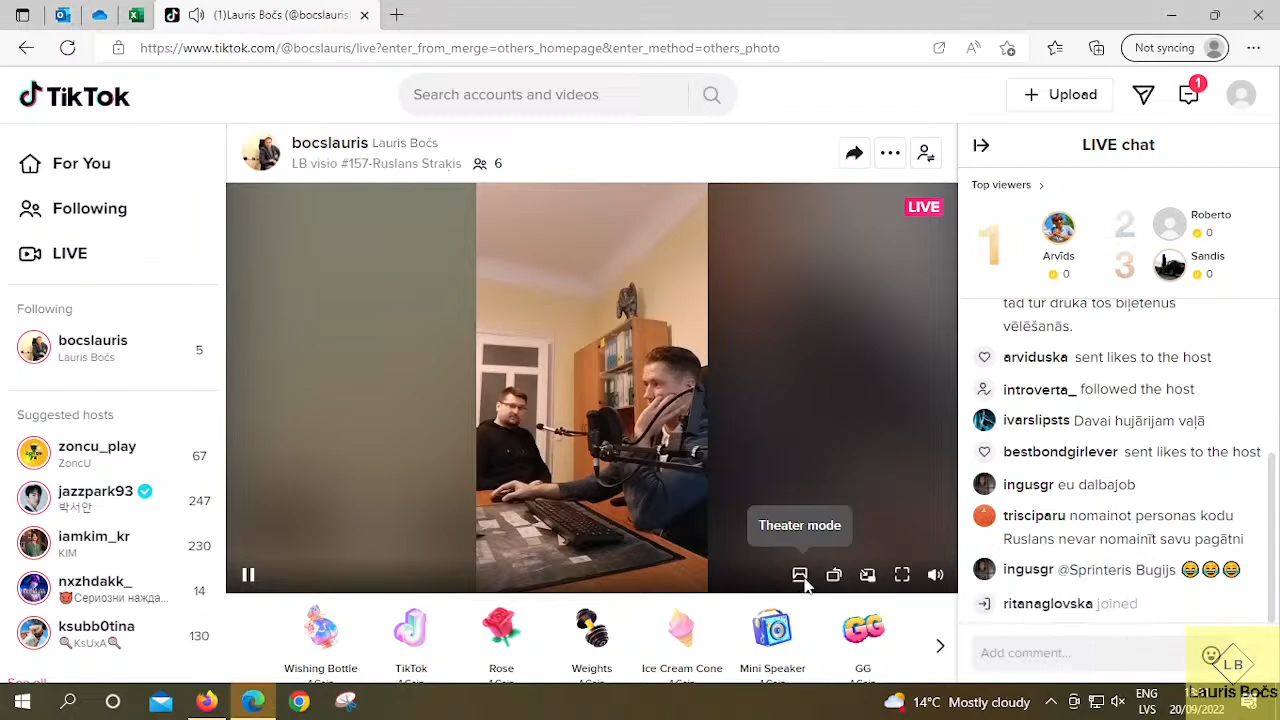 (1)Lauris Bočs (@bocslauris)
https://www.tiktok.com/@bocslauris/live?enter_from_merge=others_homepage&enter_method=others_photo
Not syncing
TikTok
Search accounts and videos
Upload
1
For You
Following
LIVE
Following
bocslauris
Lauris Bočs
5
Suggested hosts
zoncu_play
ZoncU
67
jazzpark93
박서안
247
iamkim_kr
KIM
230
nxzhdakk_
Сериозни нажда...
14
ksubb0tina
KsUxA
130
See all
bocslauris Lauris Bočs
LB visio #157-Ruslans Straķis 6
LIVE
Theater mode
Wishing Bottle
TikTok
Rose
Weights
Ice Cream Cone
Mini Speaker
GG
LIVE chat
Top viewers
1
Arvīds
0
2
Roberto
0
3
Sandis
0
tad tur drukā tos biļetenus
vēlēšanās.
arviduska sent likes to the host
introverta_ followed the host
ivarslipsts Davai hujārijam vaļā
bestbondgirlever sent likes to the host
ingusgr eu dalbajob
trisciparu nomainot personas kodu
Ruslans nevar nomainīt savu pagātni
ingusgr @Sprinteris Bugijs 😂😂😂
ritanaglovska joined
Add comment...
LB
Lauris Bočs
14°C Mostly cloudy
ENG
LVS
20/09/2022